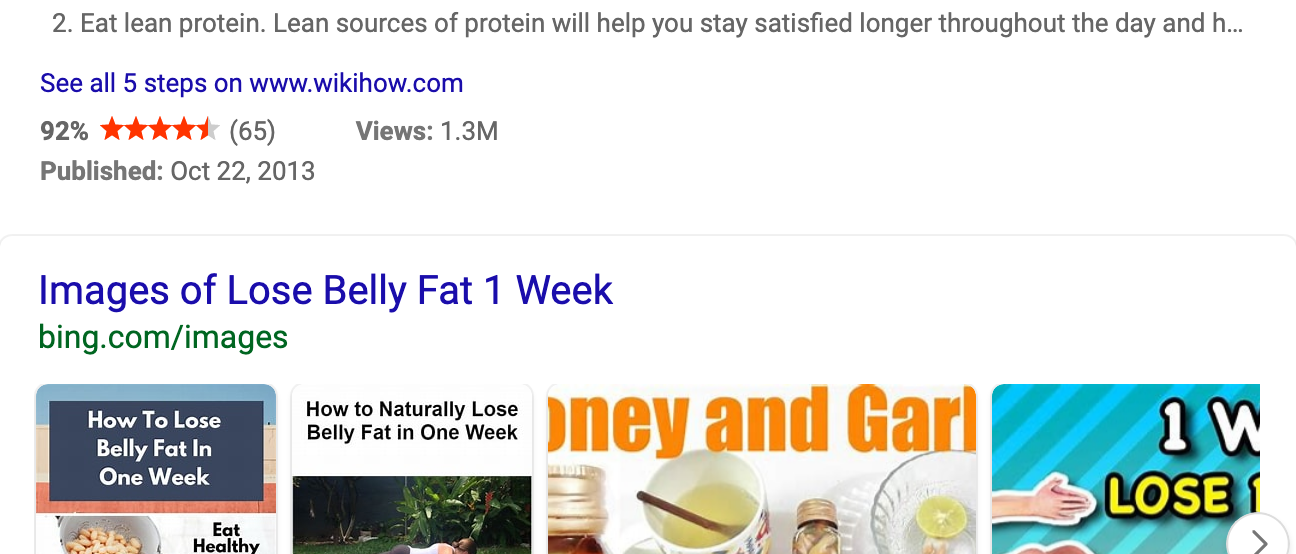 2. Eat lean protein. Lean sources of protein will help you stay satisfied longer throughout the day and h...
See all 5 steps on www.wikihow.com
92% (65) Views: 1.3M
Published: Oct 22, 2013
Images of Lose Belly Fat 1 Week
bing.com/images
How To Lose
Belly Fat In
One Week
Eat
Healthy
How to Naturally Lose
Belly Fat in One Week
oney and Garl
1 W
LOSE 1